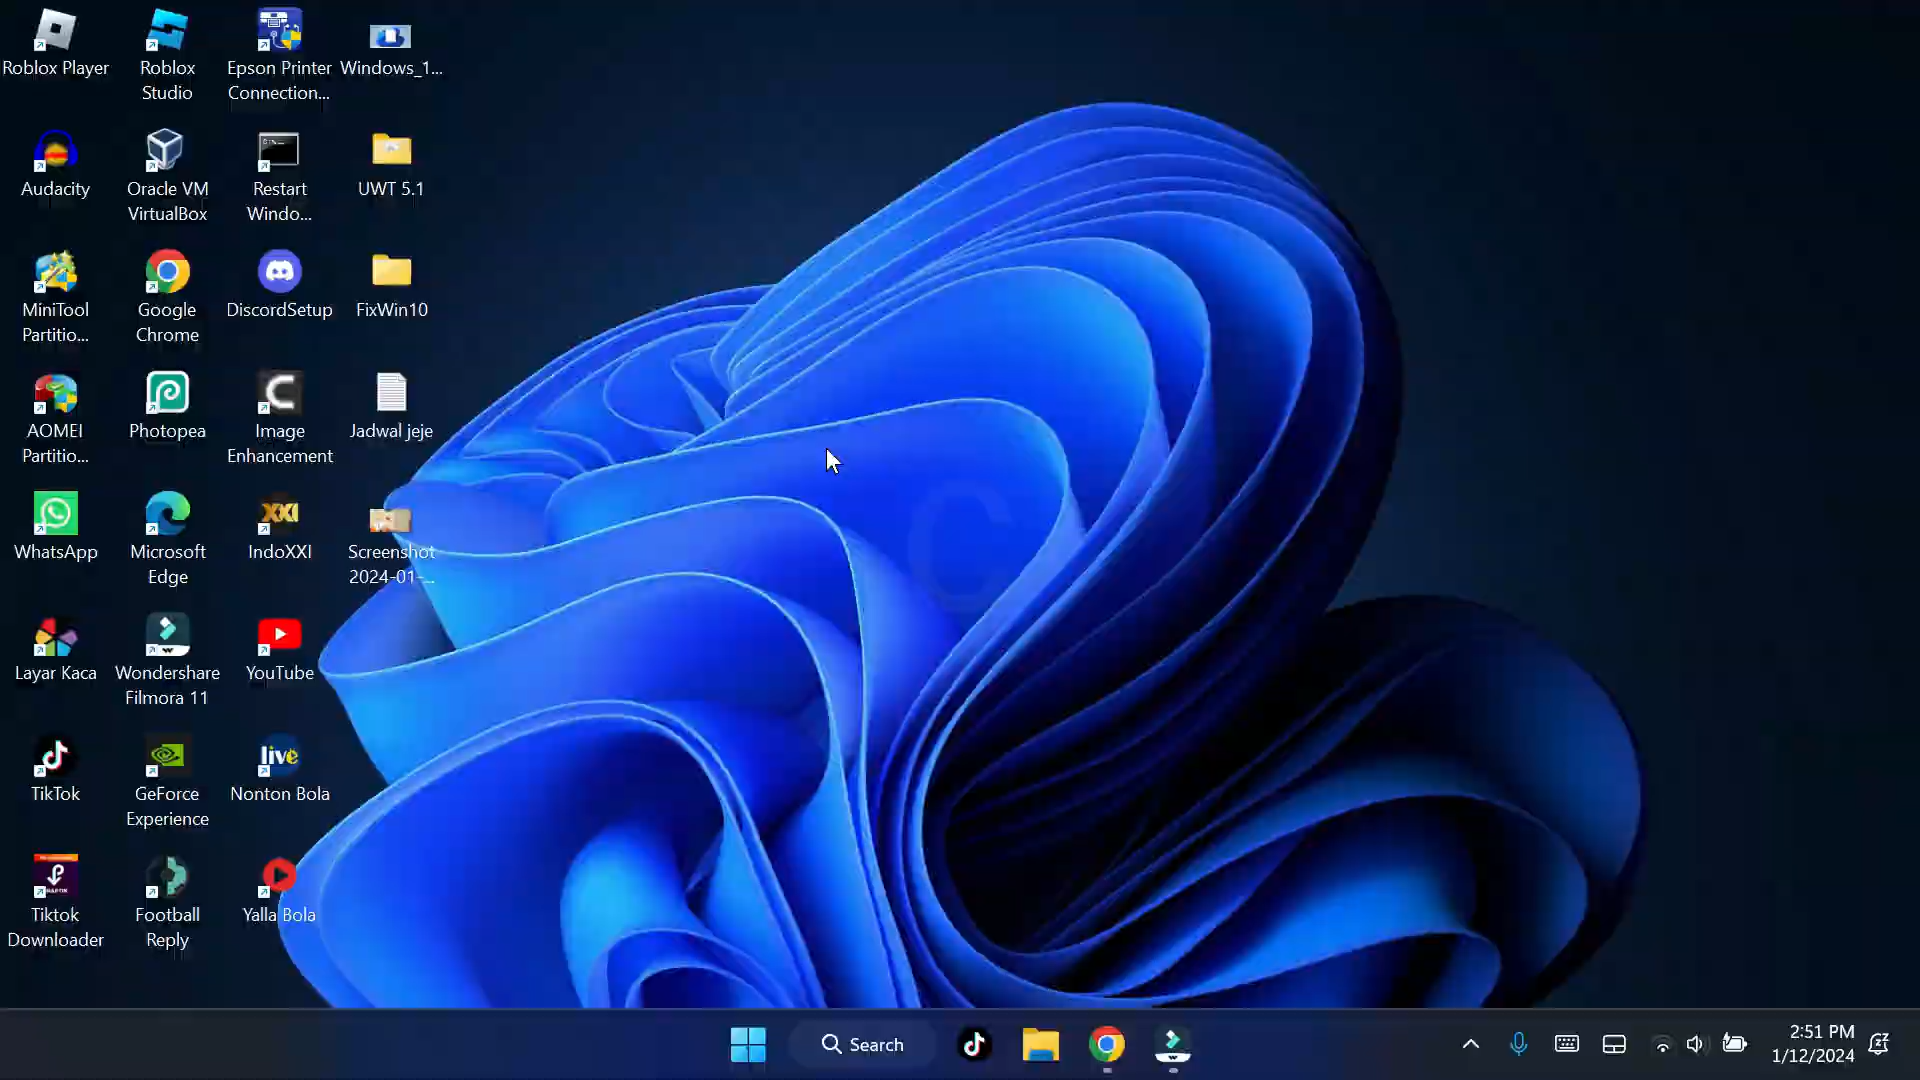 Roblox Player
Roblox
Studio
Epson Printer
Connection...
Windows_1...
Audacity
Oracle VM
VirtualBox
Restart
Windo...
UWT 5.1
MiniTool
Partitio...
Google
Chrome
DiscordSetup
FixWin10
AOMEI
Partitio...
Photopea
Image
Enhancement
Jadwal jeje
WhatsApp
Microsoft
Edge
XXI
IndoXXI
Screenshot
2024-01-...
Layar Kaca
Wondershare
Filmora 11
YouTube
TikTok
GeForce
Experience
live
Nonton Bola
Tiktok
Downloader
Football
Reply
Yalla Bola
Search
2:51 PM
1/12/2024